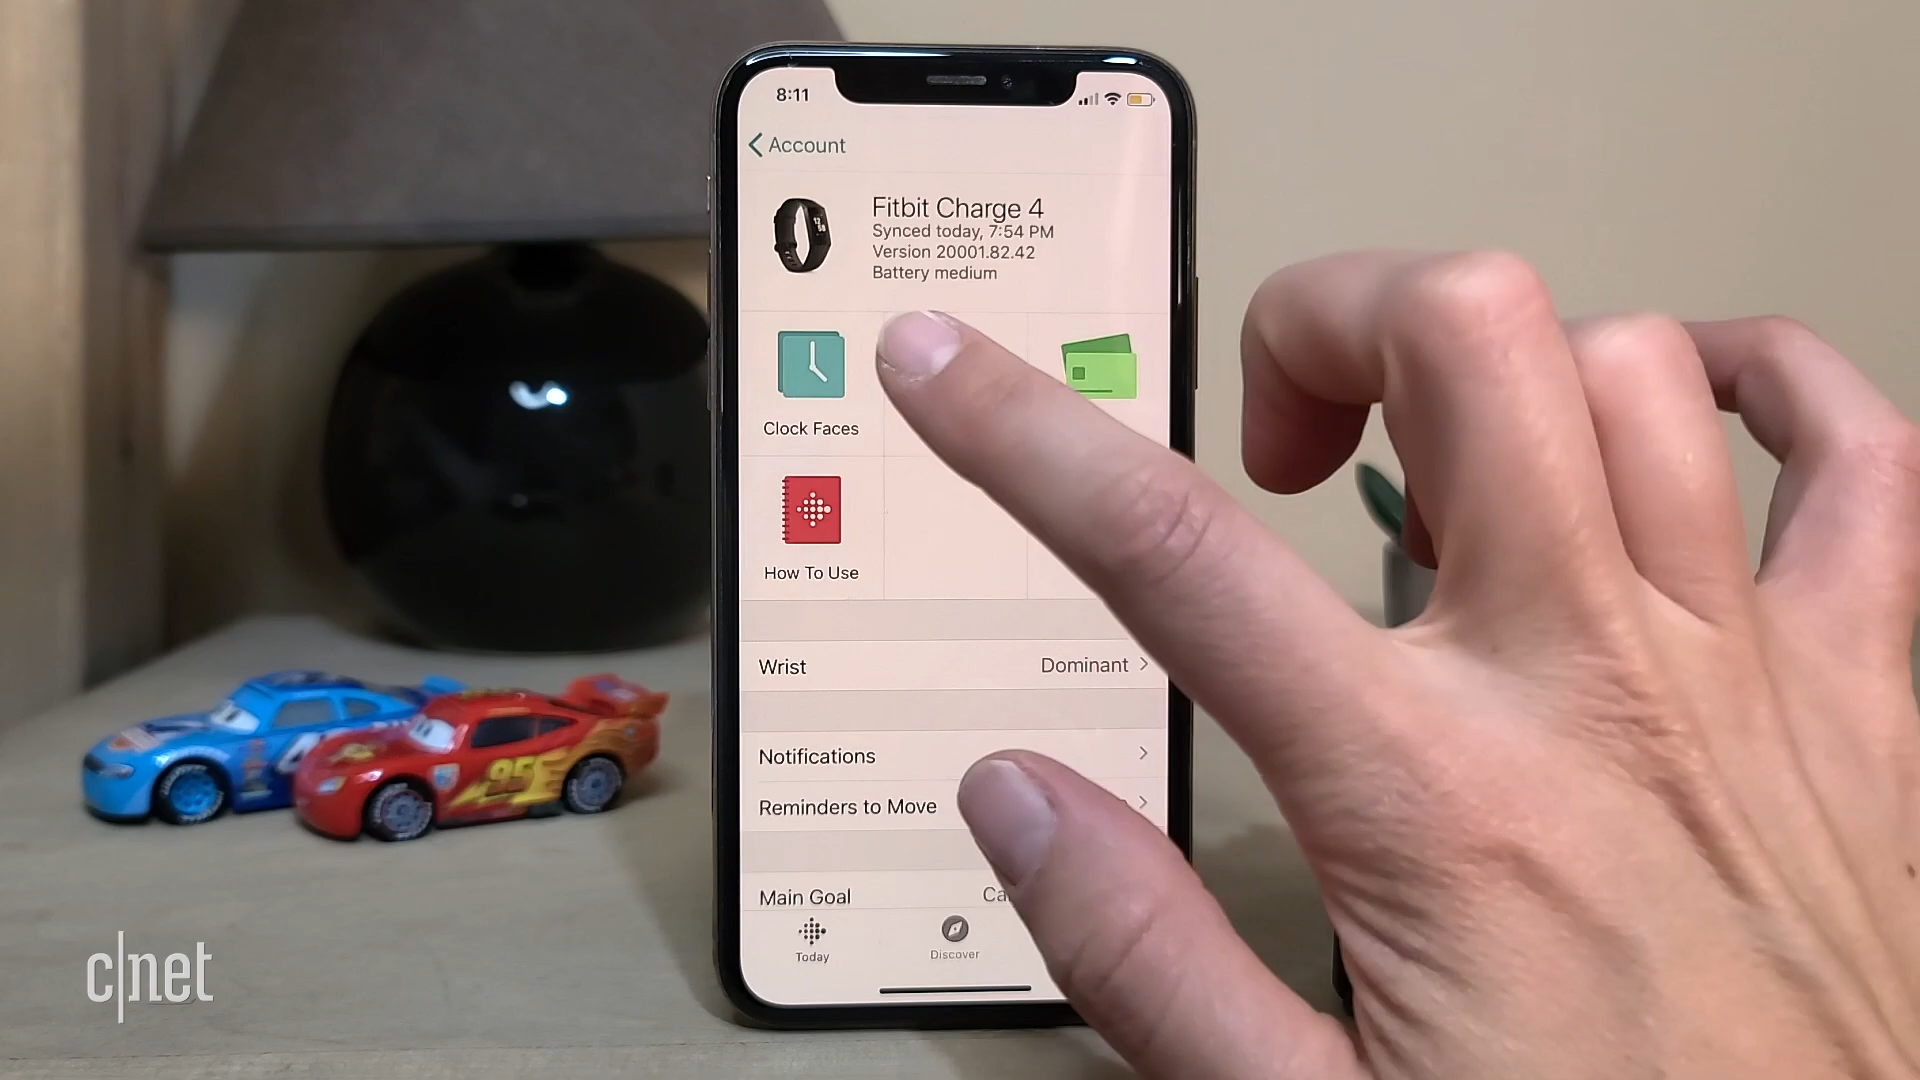 8:11
Account
Fitbit Charge 4
Synced today, 7:54 PM
Version 20001.82.42
Battery medium
Clock Faces
How To Use
Wrist
Dominant
Notifications
Reminders to Move
Main Goal
Today
Discover
95
c|net